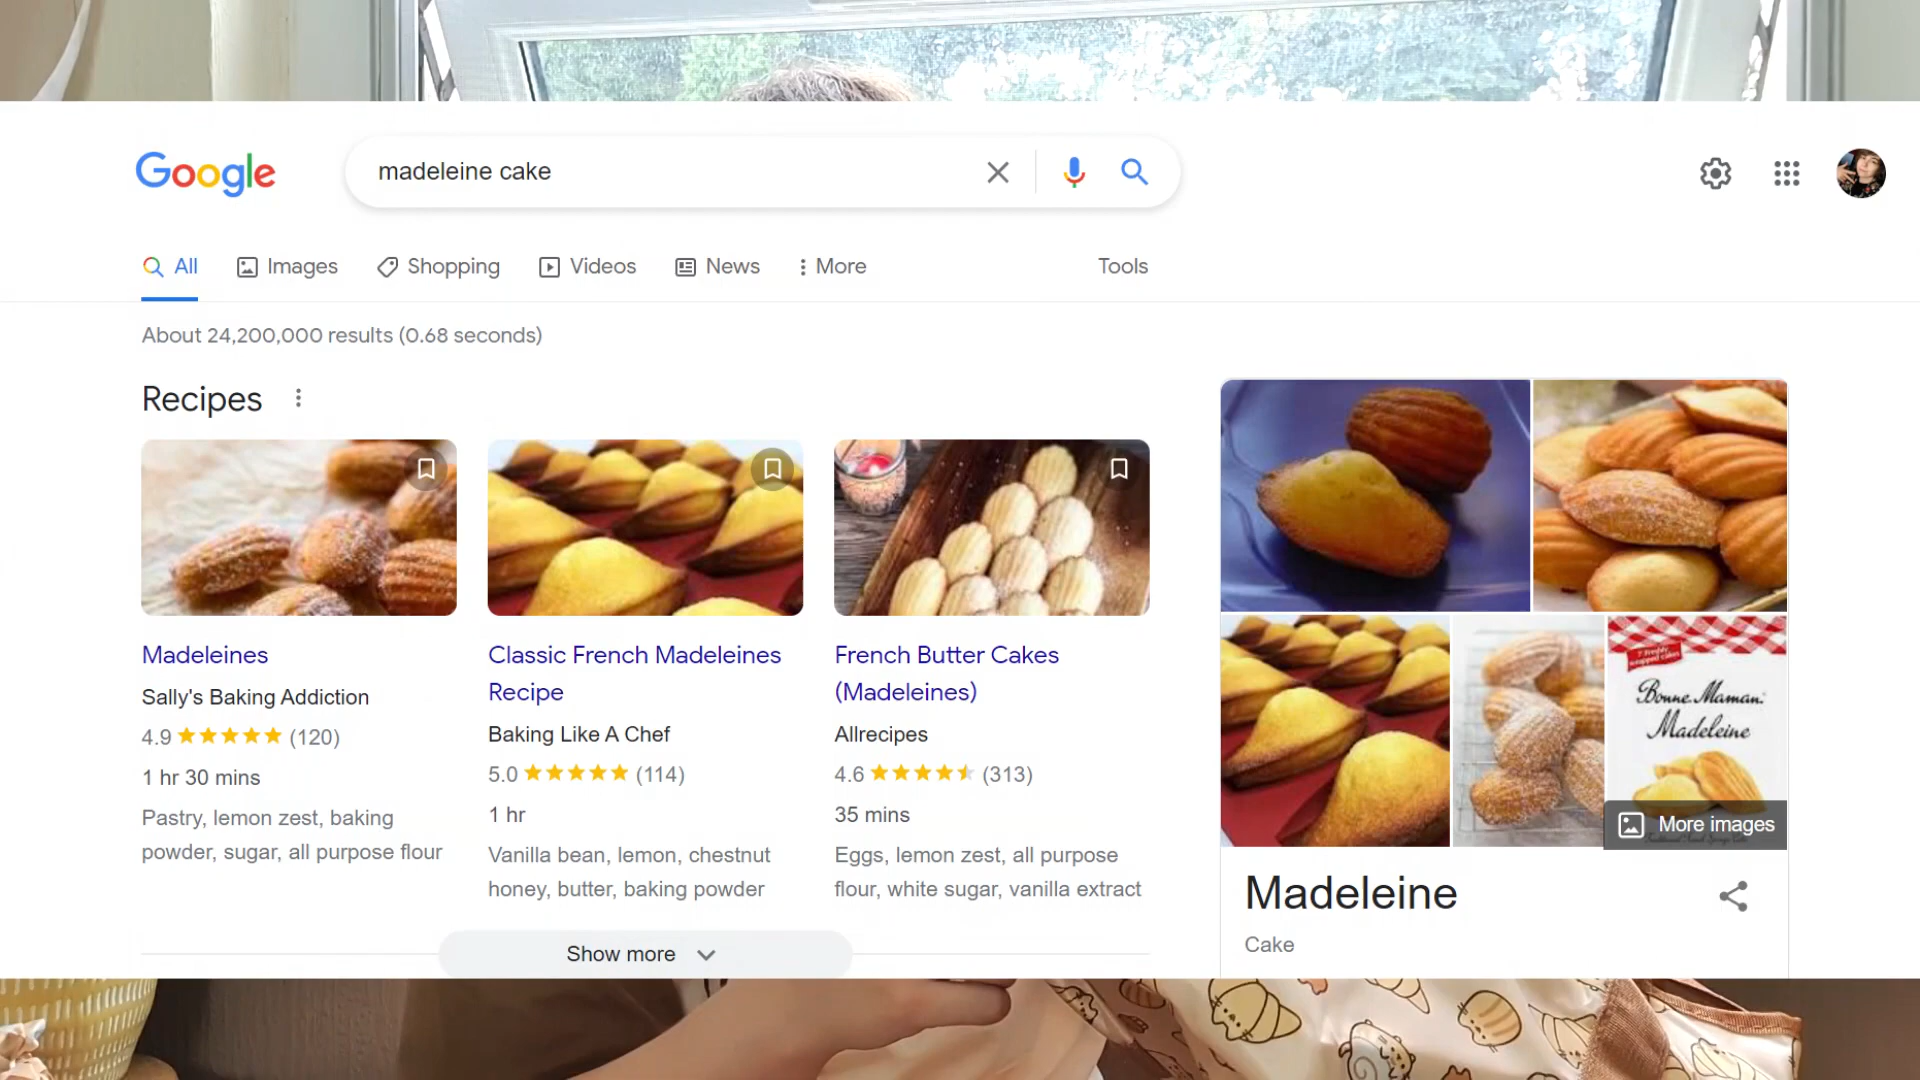 Google
madeleine cake
All
Images
Shopping
Videos
News
More
Tools
About 24,200,000 results (0.68 seconds)
Recipes
Madeleines
Sally's Baking Addiction
4.9 (120)
1 hr 30 mins
Pastry, lemon zest, baking
powder, sugar, all purpose flour
Classic French Madeleines
Recipe
Baking Like A Chef
5.0 (114)
1 hr
Vanilla bean, lemon, chestnut
honey, butter, baking powder
French Butter Cakes
(Madeleines)
Allrecipes
4.6 (313)
35 mins
Eggs, lemon zest, all purpose
flour, white sugar, vanilla extract
Show more
Bonne Maman
Madeleine
More images
Madeleine
Cake